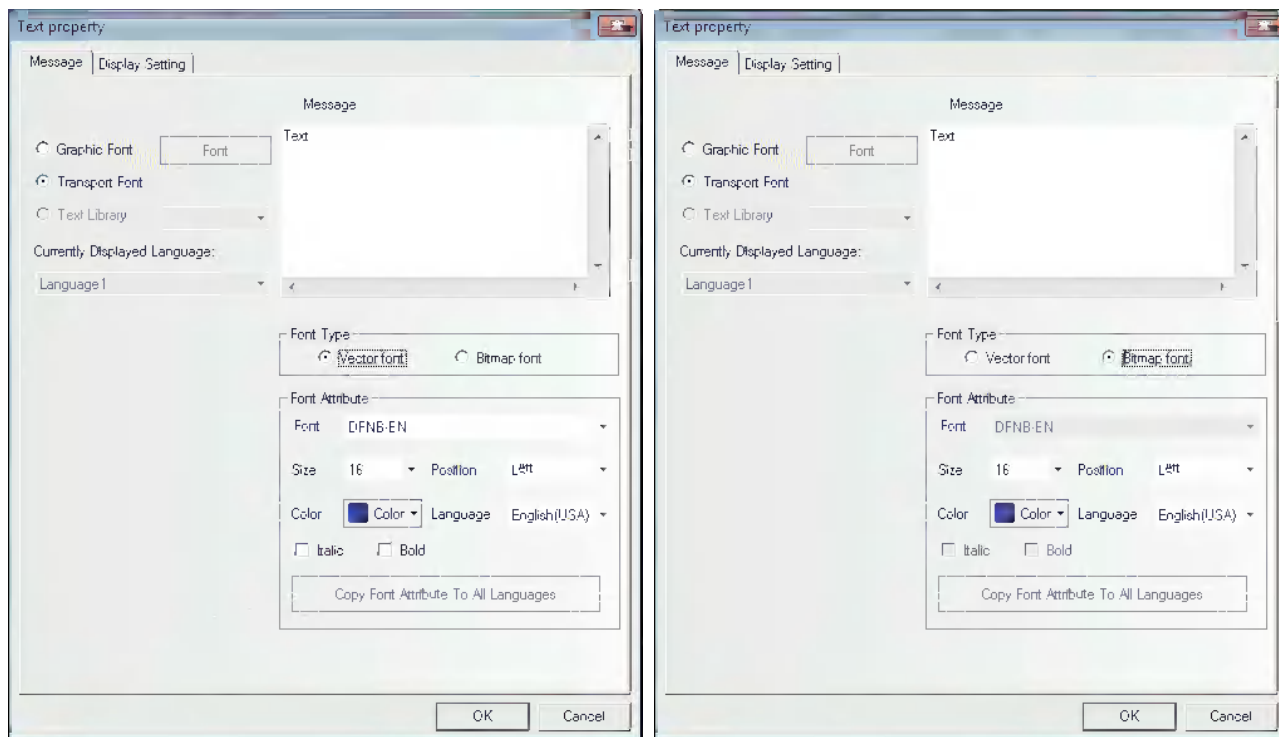 Text property
Message Display Setting
Message
Graphic Font Font
Text
Transport Font
Text Library
Currently Displayed Language:
Language1
Font Type
Vector font Bitmap font
Font Attribute
Font DFNB-EN
Size 16 Position Left
Color Color Language English(USA)
Italic Bold
Copy Font Attribute To All Languages
OK Cancel
Text property
Message Display Setting
Message
Graphic Font Font
Text
Transport Font
Text Library
Currently Displayed Language:
Language1
Font Type
Vector font Bitmap font
Font Attribute
Font DFNB-EN
Size 16 Position Left
Color Color Language English(USA)
Italic Bold
Copy Font Attribute To All Languages
OK Cancel